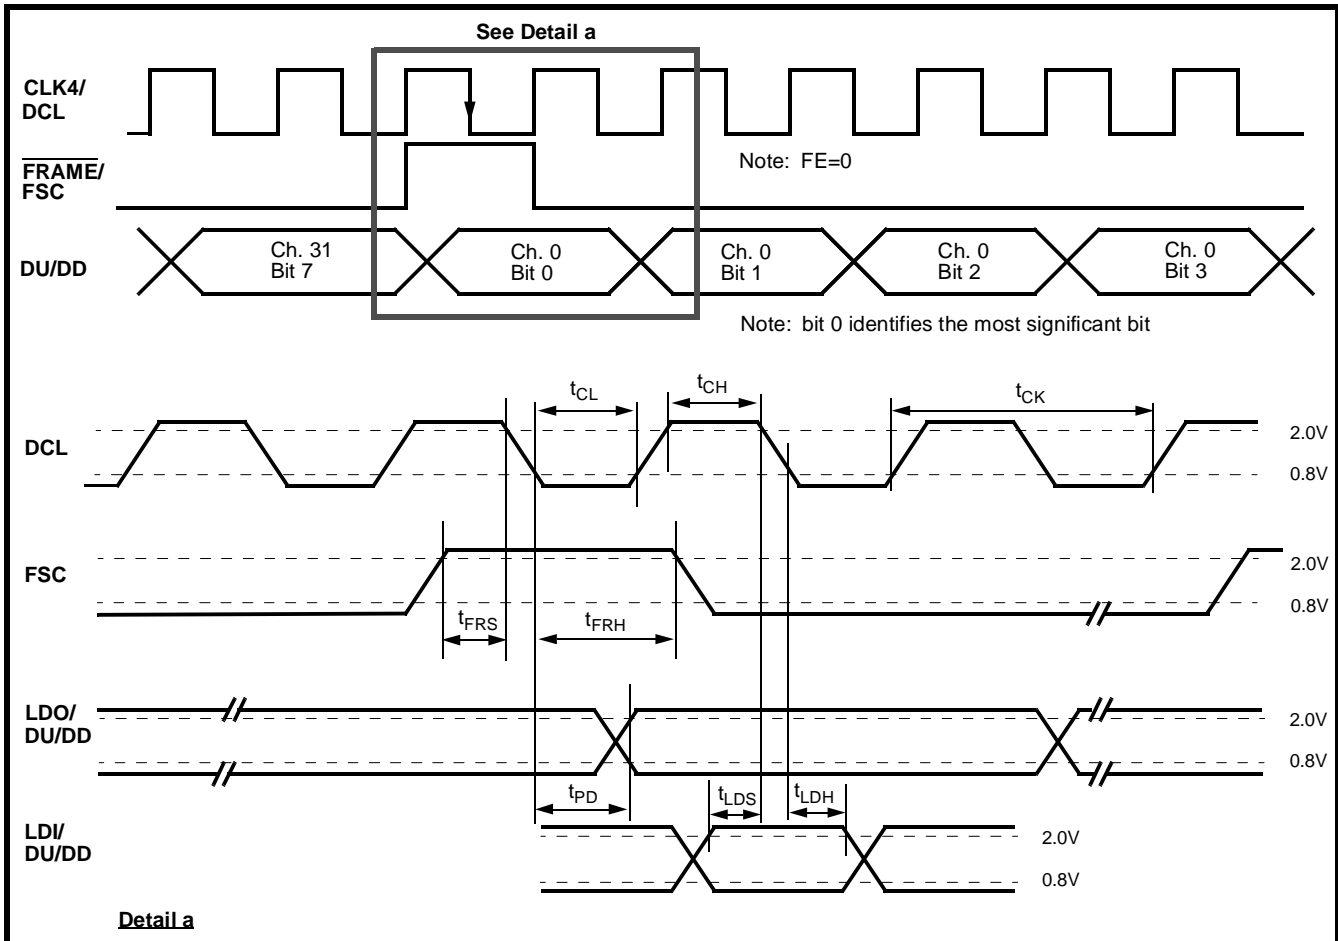 See Detail a
CLK4/
DCL
Note: FE=0
FRAME/
FSC
DU/DD
Ch. 31
Bit 7
Ch. 0
Bit 0
Ch. 0
Bit 1
Ch. 0
Bit 2
Ch. 0
Bit 3
Note: bit 0 identifies the most significant bit
tCL
tCH
tCK
DCL
2.0V
0.8V
FSC
2.0V
0.8V
tFRS
tFRH
LDO/
DU/DD
2.0V
0.8V
tPD
tLDS
tLDH
LDI/
DU/DD
2.0V
0.8V
Detail a